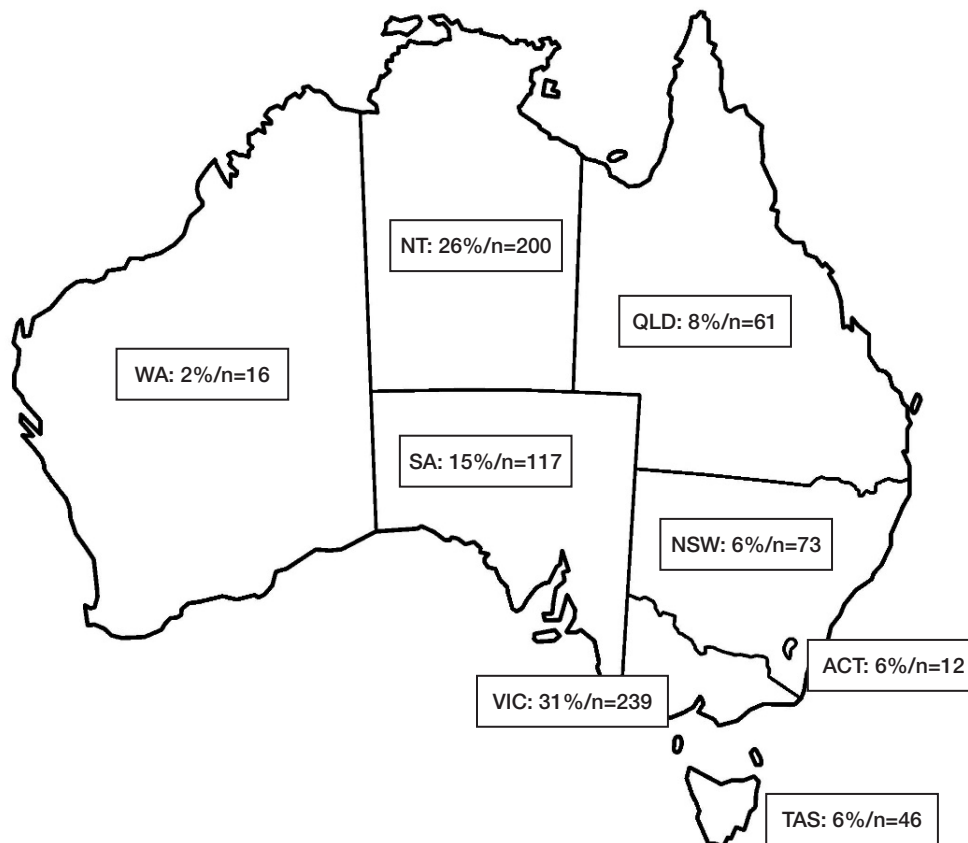 NT: 26%/n=200
QLD: 8%/n=61
WA: 2%/n=16
SA: 15%/n=117
NSW: 6%/n=73
ACT: 6%/n=12
VIC: 31%/n=239
TAS: 6%/n=46